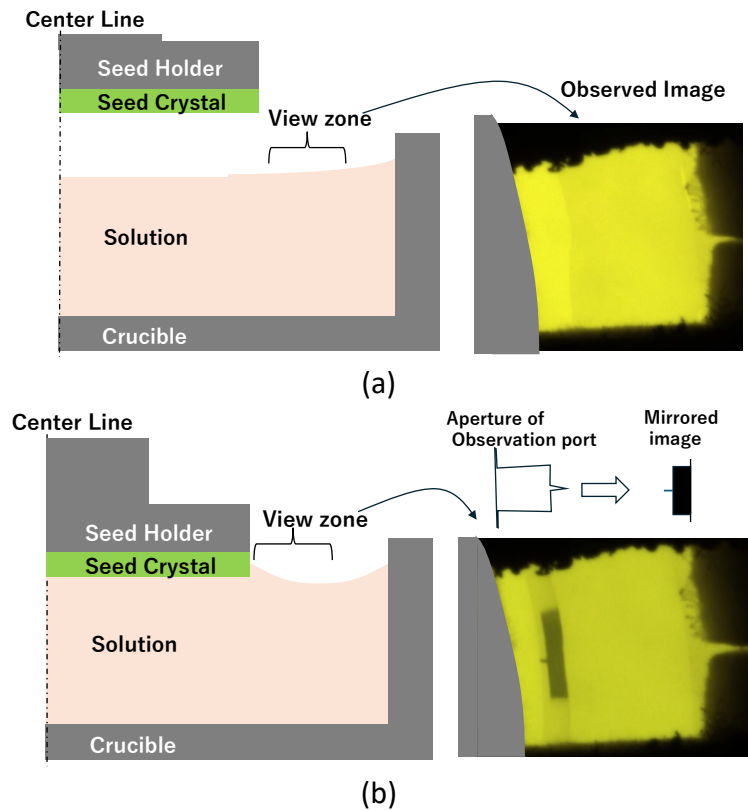 Center Line
Seed Holder
Seed Crystal
View zone
Observed Image
Solution
Crucible
(a)
Center Line
Aperture of
Observation port
Mirrored
image
Seed Holder
View zone
Seed Crystal
Solution
Crucible
(b)